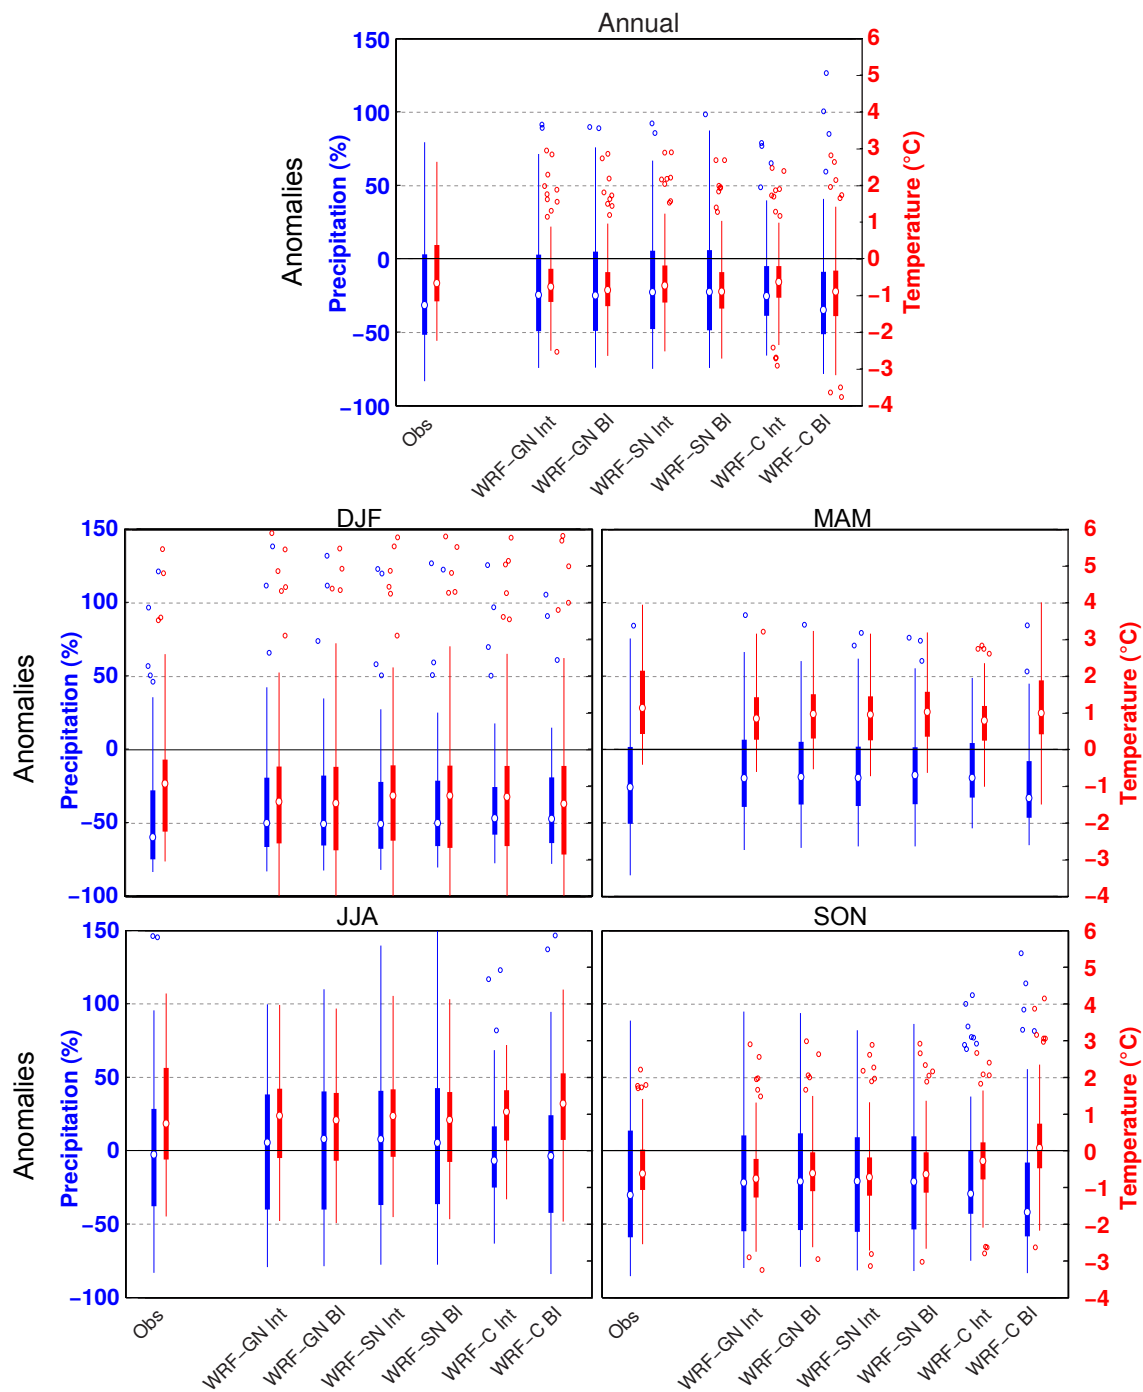 Annual
150
100
50
0
−50
−100
Anomalies
Precipitation (%)
6
5
4
3
2
1
0
−1
−2
−3
−4
Temperature (°C)
Obs
WRF−GN Int
WRF−GN BI
WRF−SN Int
WRF−SN BI
WRF−C Int
WRF−C BI
DJF
MAM
150
100
50
0
−50
−100
Anomalies
Precipitation (%)
6
5
4
3
2
1
0
−1
−2
−3
−4
Temperature (°C)
JJA
SON
150
100
50
0
−50
−100
Anomalies
Precipitation (%)
6
5
4
3
2
1
0
−1
−2
−3
−4
Temperature (°C)
Obs
WRF−GN Int
WRF−GN BI
WRF−SN Int
WRF−SN BI
WRF−C Int
WRF−C BI
Obs
WRF−GN Int
WRF−GN BI
WRF−SN Int
WRF−SN BI
WRF−C Int
WRF−C BI